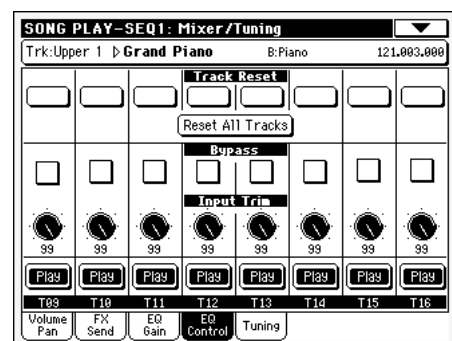 SONG PLAY-SEQ1: Mixer/Tuning
Trk:Upper 1 ▷Grand Piano B:Piano 121.003.000
Track Reset
Reset All Tracks
Bypass
Input Trim
99 99 99 99 99 99 99 99
Play Play Play Play Play Play Play Play
T09 T10 T11 T12 T13 T14 T15 T16
Volume Pan FX Send EQ Gain EQ Control Tuning